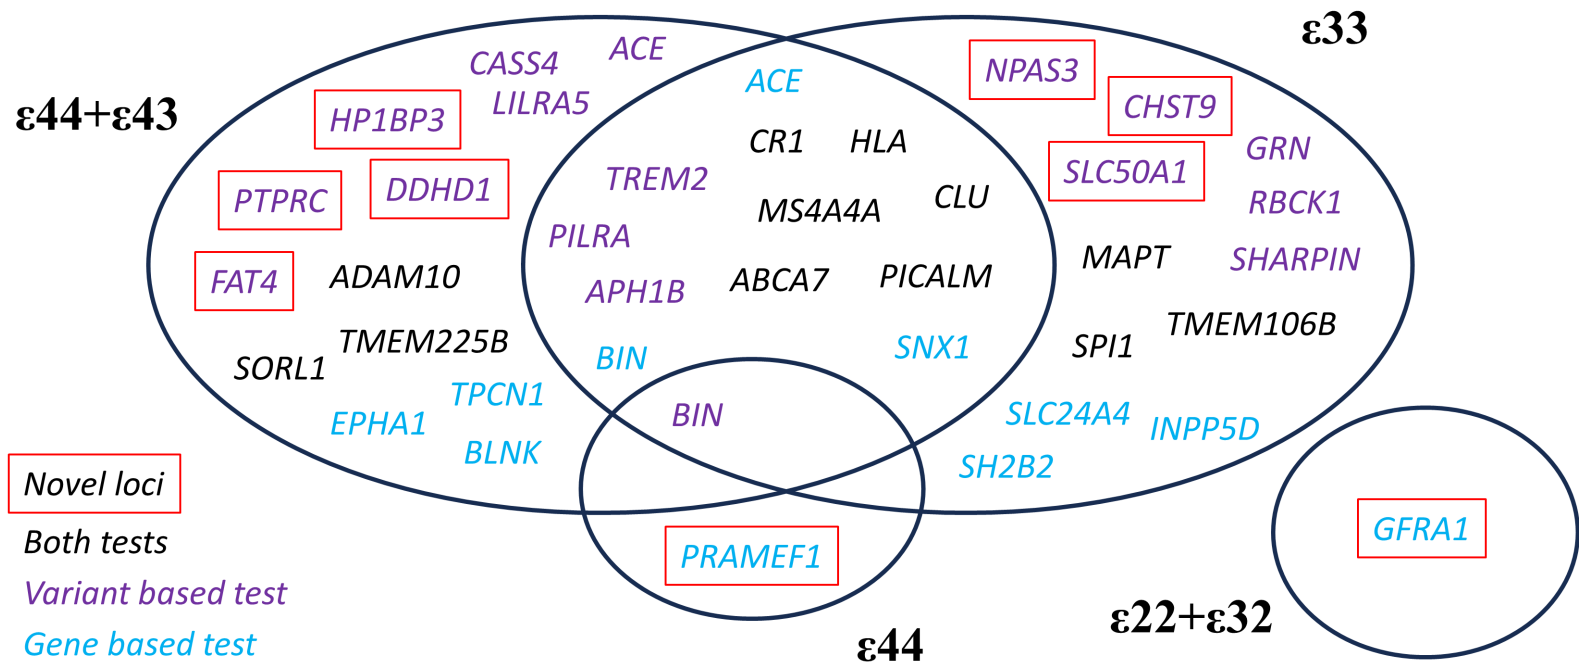 ε44+ε43
CASS4
ACE
HP1BP3
LILRA5
PTPRC
DDHD1
FAT4
ADAM10
SORL1
TMEM225B
EPHA1
TPCN1
BLNK
ACE
CR1
HLA
TREM2
MS4A4A
CLU
PILRA
APH1B
ABCA7
PICALM
BIN
SNX1
BIN
PRAMEF1
ε44
ε33
NPAS3
CHST9
SLC50A1
GRN
RBCK1
MAPT
SHARPIN
SPI1
TMEM106B
SLC24A4
INPP5D
SH2B2
GFRA1
ε22+ε32
Novel loci
Both tests
Variant based test
Gene based test